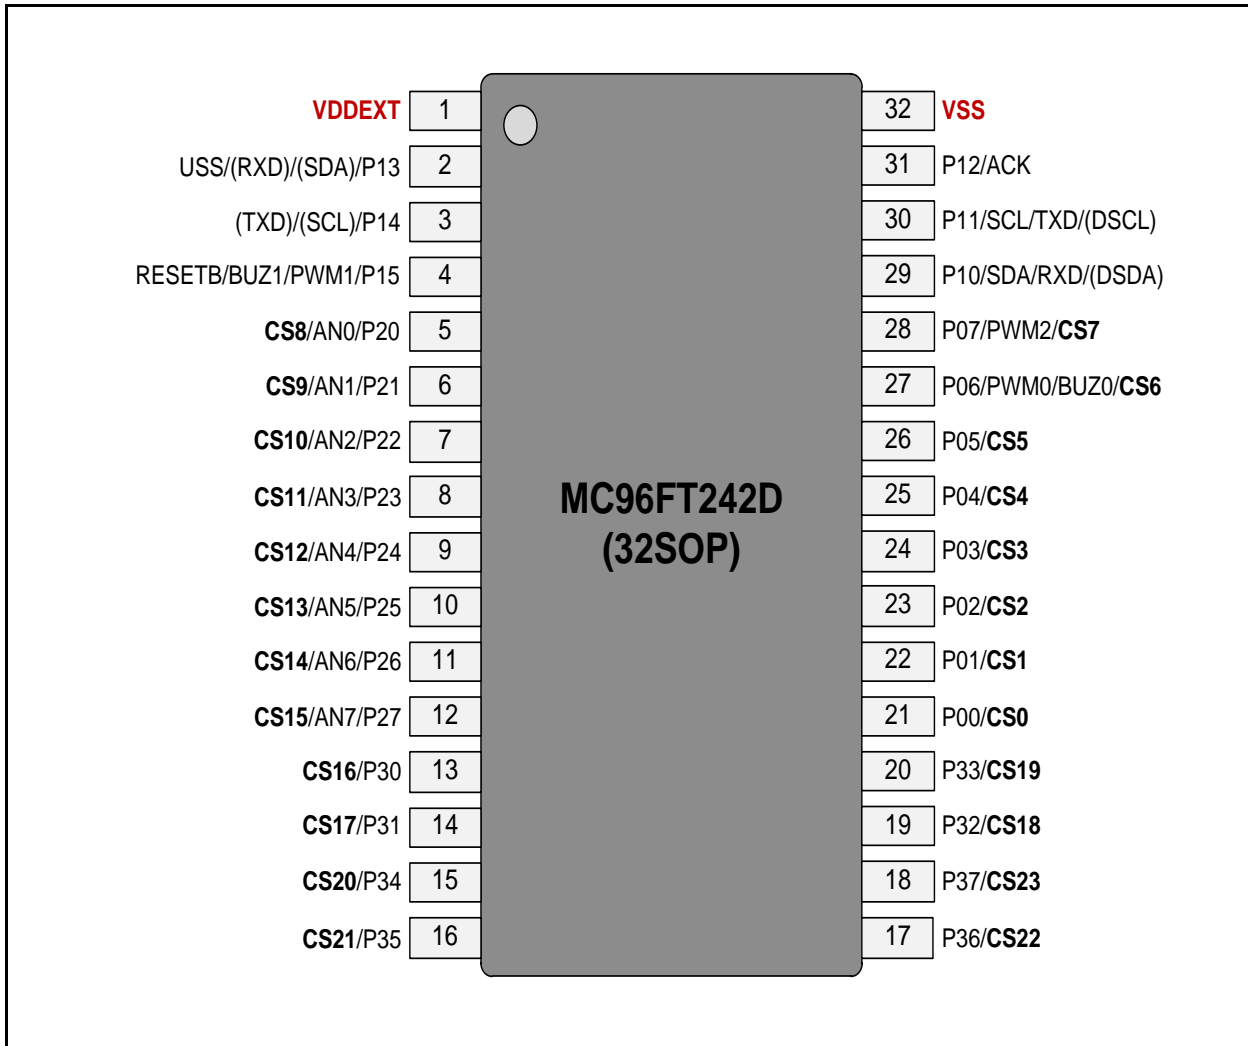 VDDEXT 1 32 VSS
USS/(RXD)/(SDA)/P13 2 31 P12/ACK
(TXD)/(SCL)/P14 3 30 P11/SCL/TXD/(DSCL)
RESETB/BUZ1/PWM1/P15 4 29 P10/SDA/RXD/(DSDA)
CS8/AN0/P20 5 28 P07/PWM2/CS7
CS9/AN1/P21 6 27 P06/PWM0/BUZ0/CS6
CS10/AN2/P22 7 26 P05/CS5
CS11/AN3/P23 8 25 P04/CS4
MC96FT242D
(32SOP)
CS12/AN4/P24 9 24 P03/CS3
CS13/AN5/P25 10 23 P02/CS2
CS14/AN6/P26 11 22 P01/CS1
CS15/AN7/P27 12 21 P00/CS0
CS16/P30 13 20 P33/CS19
CS17/P31 14 19 P32/CS18
CS20/P34 15 18 P37/CS23
CS21/P35 16 17 P36/CS22